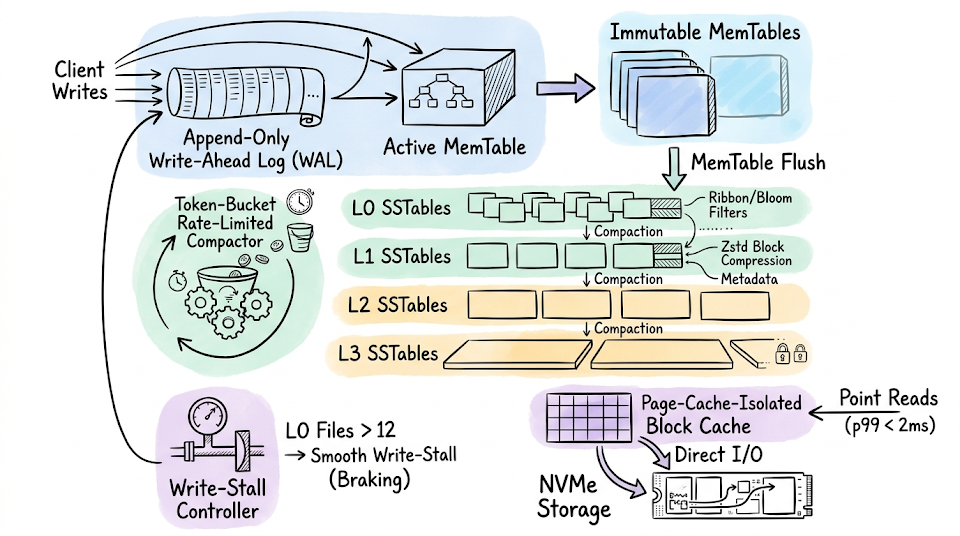 Client
Writes
Append-Only
Write-Ahead Log (WAL)
...
Active MemTable
Immutable MemTables
MemTable Flush
Token-Bucket
Rate-Limited
Compactor
L0 SSTables
Ribbon/Bloom
Filters
Compaction
L1 SSTables
Zstd Block
Compression
Metadata
Compaction
L2 SSTables
Compaction
L3 SSTables
Write-Stall
Controller
L0 Files > 12
→ Smooth Write-Stall
(Braking)
Page-Cache-Isolated
Block Cache
Point Reads
(p99 < 2ms)
Direct I/O
NVMe
Storage